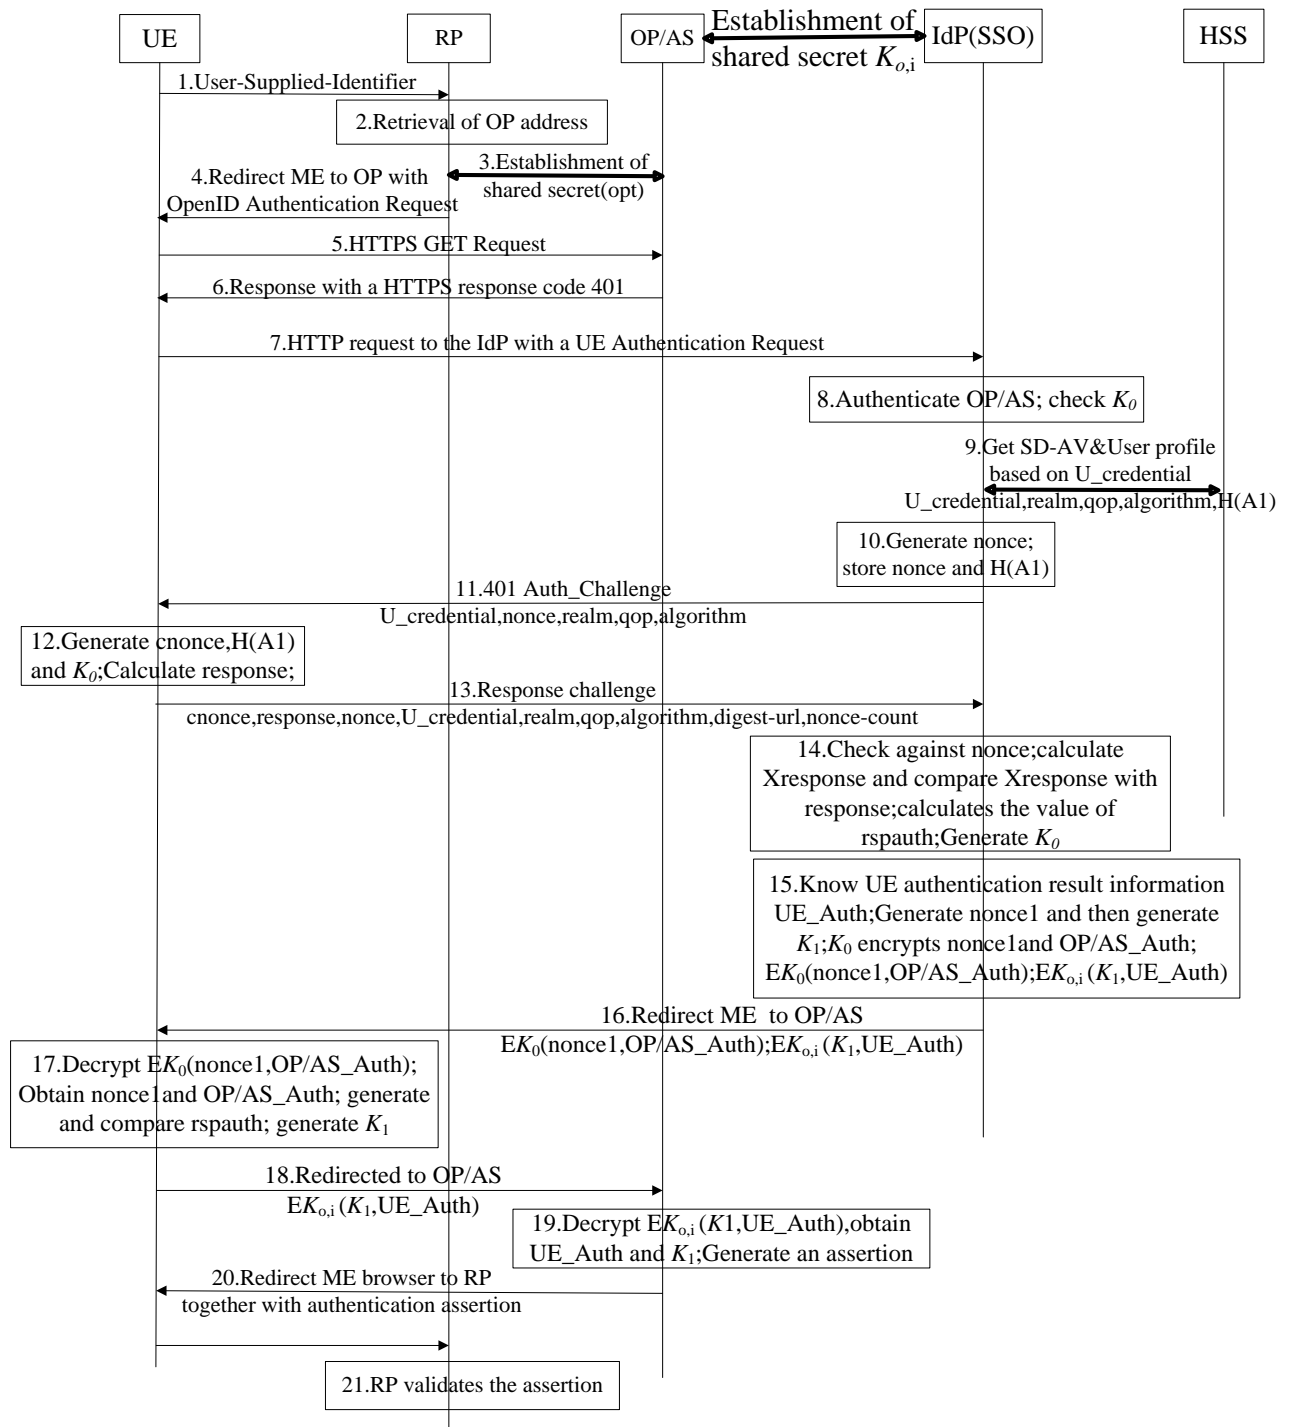 UE
RP
OP/AS
Establishment of
shared secret Ko,i
IdP(SSO)
HSS
1.User-Supplied-Identifier
2.Retrieval of OP address
3.Establishment of
shared secret(opt)
4.Redirect ME to OP with
OpenID Authentication Request
5.HTTPS GET Request
6.Response with a HTTPS response code 401
7.HTTP request to the IdP with a UE Authentication Request
8.Authenticate OP/AS; check K0
9.Get SD-AV&User profile
based on U_credential
U_credential,realm,qop,algorithm,H(A1)
10.Generate nonce;
store nonce and H(A1)
11.401 Auth_Challenge
U_credential,nonce,realm,qop,algorithm
12.Generate cnonce,H(A1)
and K0;Calculate response;
13.Response challenge
cnonce,response,nonce,U_credential,realm,qop,algorithm,digest-url,nonce-count
14.Check against nonce;calculate
Xresponse and compare Xresponse with
response;calculates the value of
rspauth;Generate K0
15.Know UE authentication result information
UE_Auth;Generate nonce1 and then generate
K1;K0 encrypts nonce1and OP/AS_Auth;
EK0(nonce1,OP/AS_Auth);EKo,i (K1,UE_Auth)
16.Redirect ME to OP/AS
EK0(nonce1,OP/AS_Auth);EKo,i (K1,UE_Auth)
17.Decrypt EK0(nonce1,OP/AS_Auth);
Obtain nonce1and OP/AS_Auth; generate
and compare rspauth; generate K1
18.Redirected to OP/AS
EKo,i (K1,UE_Auth)
19.Decrypt EKo,i (K1,UE_Auth),obtain
UE_Auth and K1;Generate an assertion
20.Redirect ME browser to RP
together with authentication assertion
21.RP validates the assertion